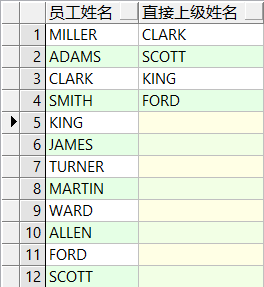 员工姓名 直接上级姓名
1 MILLER CLARK
2 ADAMS SCOTT
3 CLARK KING
4 SMITH FORD
5 KING
6 JAMES
7 TURNER
8 MARTIN
9 WARD
10 ALLEN
11 FORD
12 SCOTT